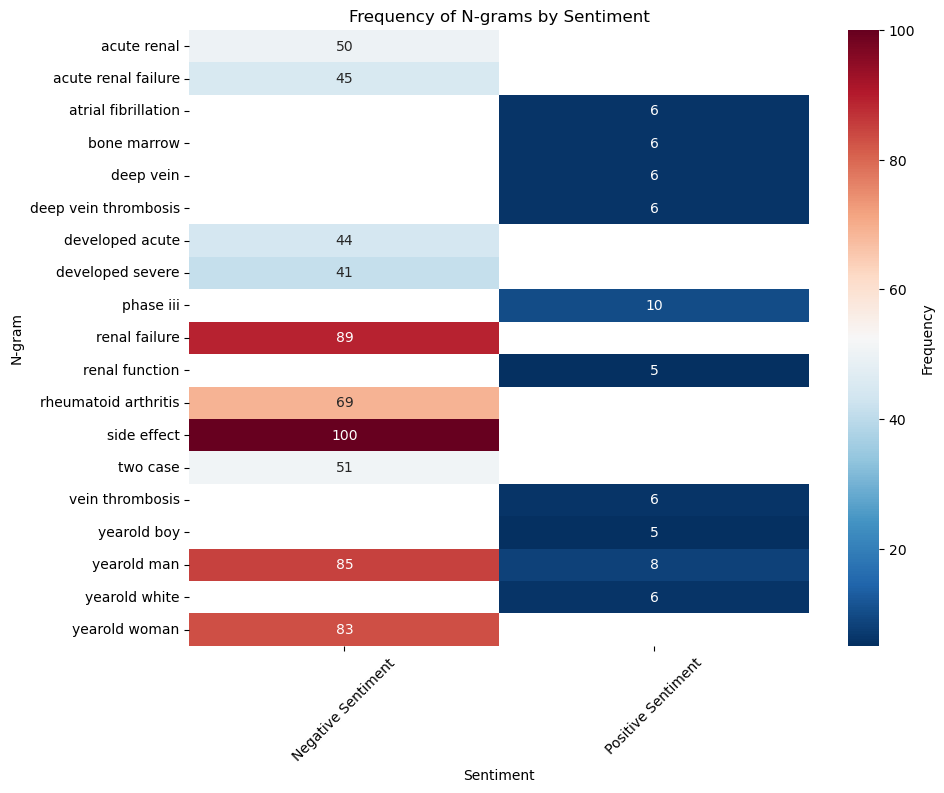 Frequency of N-grams by Sentiment
acute renal 50
acute renal failure 45
atrial fibrillation 6
bone marrow 6
deep vein 6
deep vein thrombosis 6
developed acute 44
developed severe 41
phase iii 10
renal failure 89
renal function 5
rheumatoid arthritis 69
side effect 100
two case 51
vein thrombosis 6
yearold boy 5
yearold man 85 8
yearold white 6
yearold woman 83
N-gram
Negative Sentiment
Positive Sentiment
Sentiment
100
80
60
40
20
Frequency